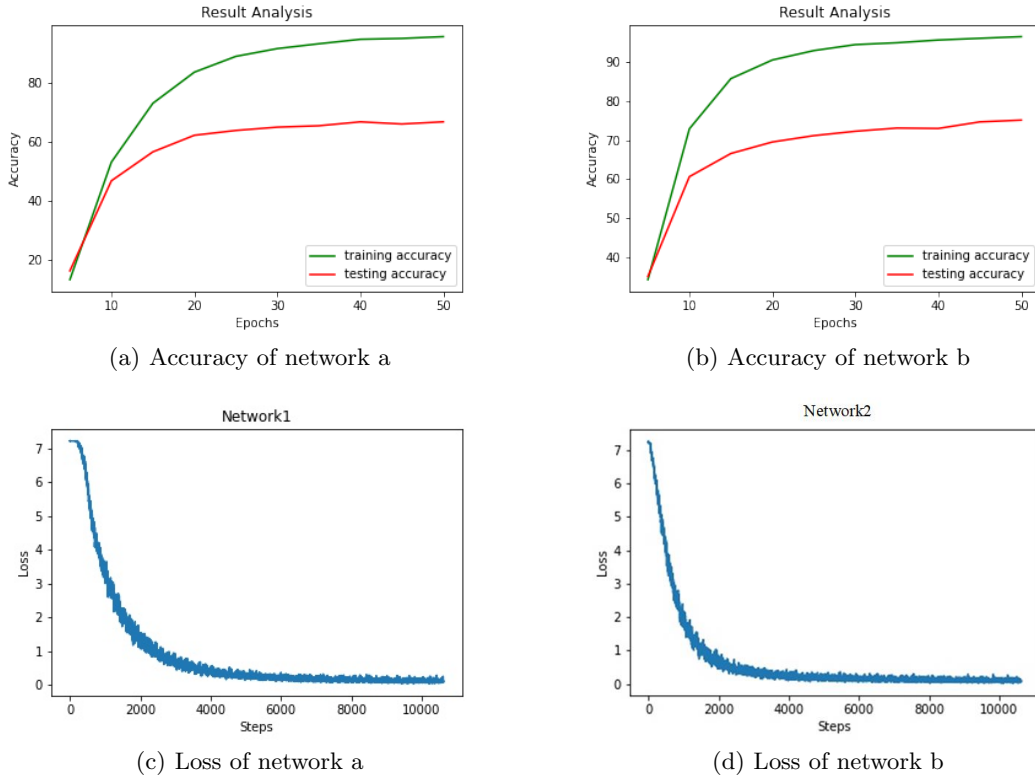 Result Analysis
80
60
40
20
Accuracy
10 20 30 40 50
Epochs
training accuracy
testing accuracy
(a) Accuracy of network a
Result Analysis
90
80
70
60
50
40
Accuracy
10 20 30 40 50
Epochs
training accuracy
testing accuracy
(b) Accuracy of network b
Network1
7
6
5
4
3
2
1
0
Loss
0 2000 4000 6000 8000 10000
Steps
(c) Loss of network a
Network2
7
6
5
4
3
2
1
0
Loss
0 2000 4000 6000 8000 10000
Steps
(d) Loss of network b